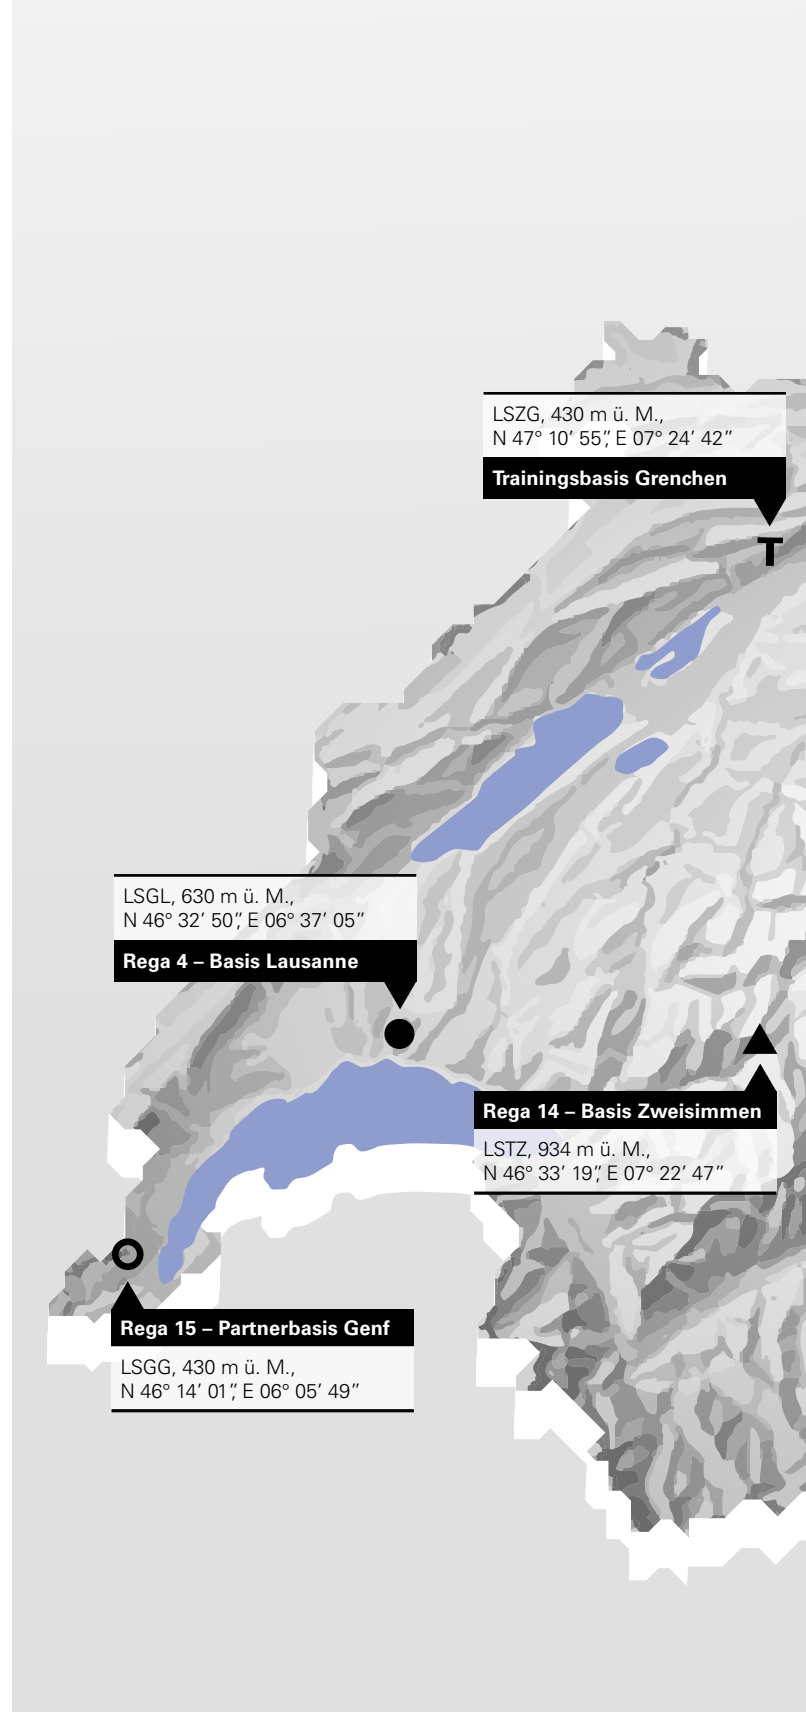 LSZG, 430 m ü. M.,
N 47° 10’ 55”, E 07° 24’ 42”
Trainingsbasis Grenchen
T
LSGL, 630 m ü. M.,
N 46° 32’ 50”, E 06° 37’ 05”
Rega 4 – Basis Lausanne
Rega 14 – Basis Zweisimmen
LSTZ, 934 m ü. M.,
N 46° 33’ 19”, E 07° 22’ 47”
Rega 15 – Partnerbasis Genf
LSGG, 430 m ü. M.,
N 46° 14’ 01”, E 06° 05’ 49”